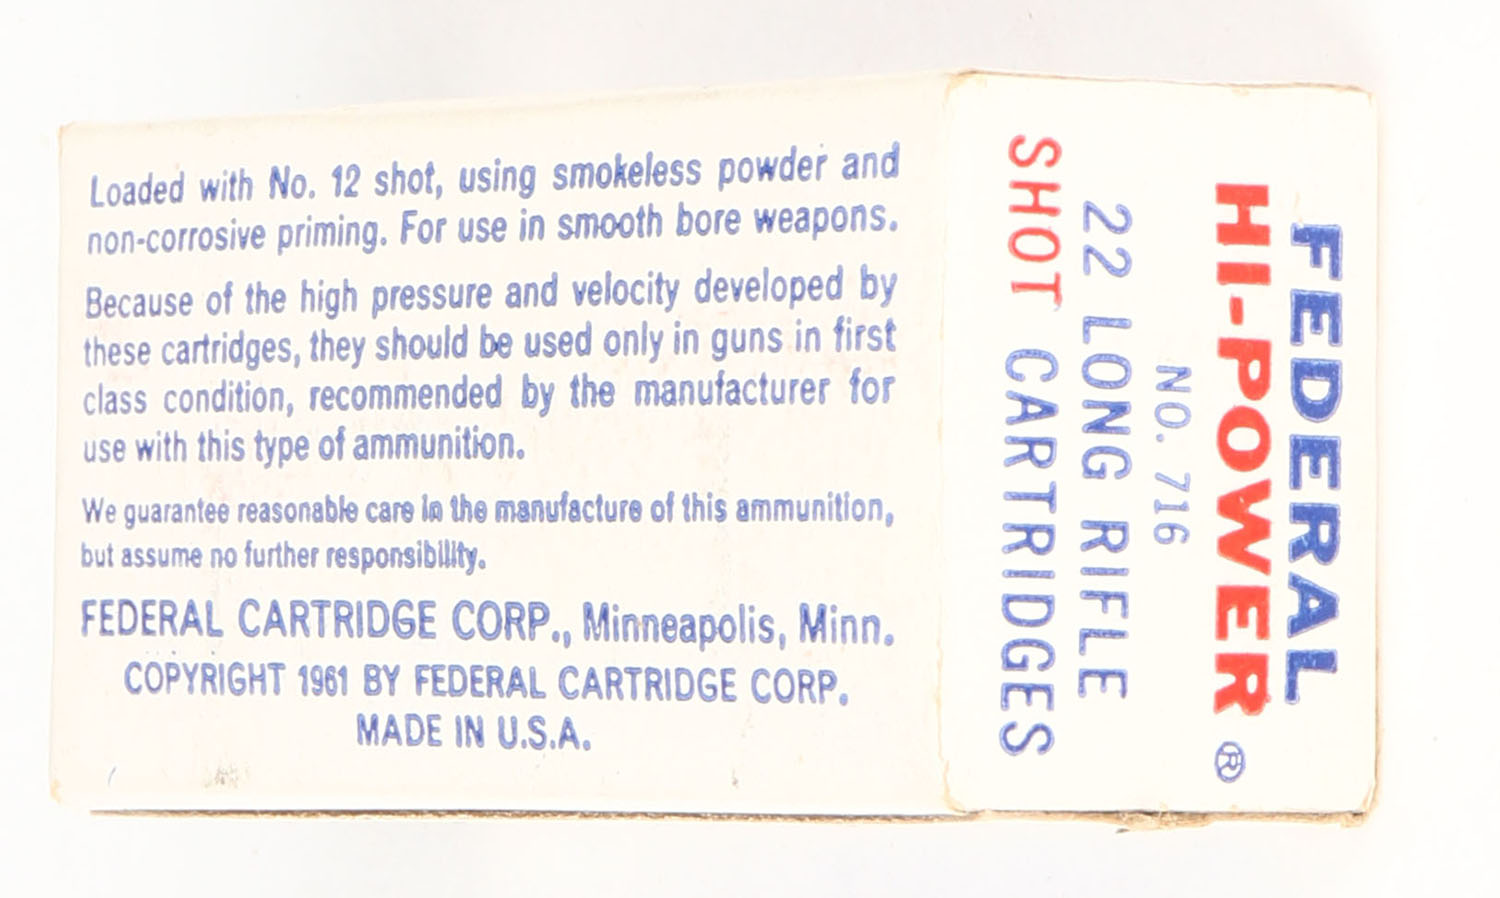 Loaded with No. 12 shot, using smokeless powder and
non-corrosive priming. For use in smooth bore weapons.
Because of the high pressure and velocity developed by
these cartridges, they should be used only in guns in first
class condition, recommended by the manufacturer for
use with this type of ammunition.
We guarantee reasonable care in the manufacture of this ammunition,
but assume no further responsibility.
FEDERAL CARTRIDGE CORP., Minneapolis, Minn.
COPYRIGHT 1961 BY FEDERAL CARTRIDGE CORP.
MADE IN U.S.A.
FEDERAL
HI-POWER ®
NO. 716
22 LONG RIFLE
SHOT CARTRIDGES